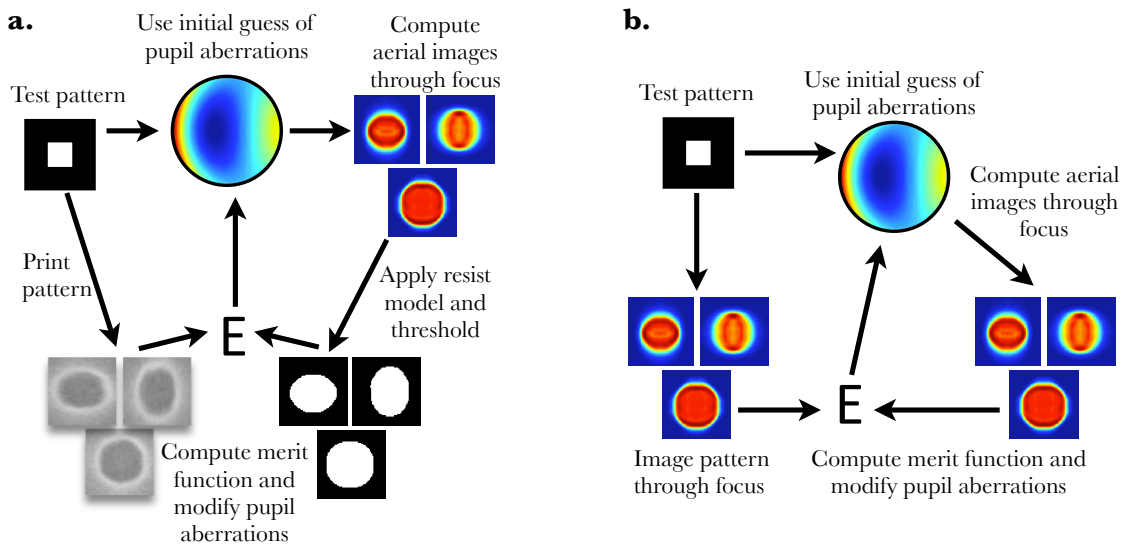 a.
Use initial guess of
pupil aberrations
Compute
aerial images
through focus
Test pattern
Print
pattern
Apply resist
model and
threshold
E
Compute merit
function and
modify pupil
aberrations
b.
Test pattern
Use initial guess of
pupil aberrations
Compute aerial
images through
focus
E
Image pattern
through focus
Compute merit function and
modify pupil aberrations